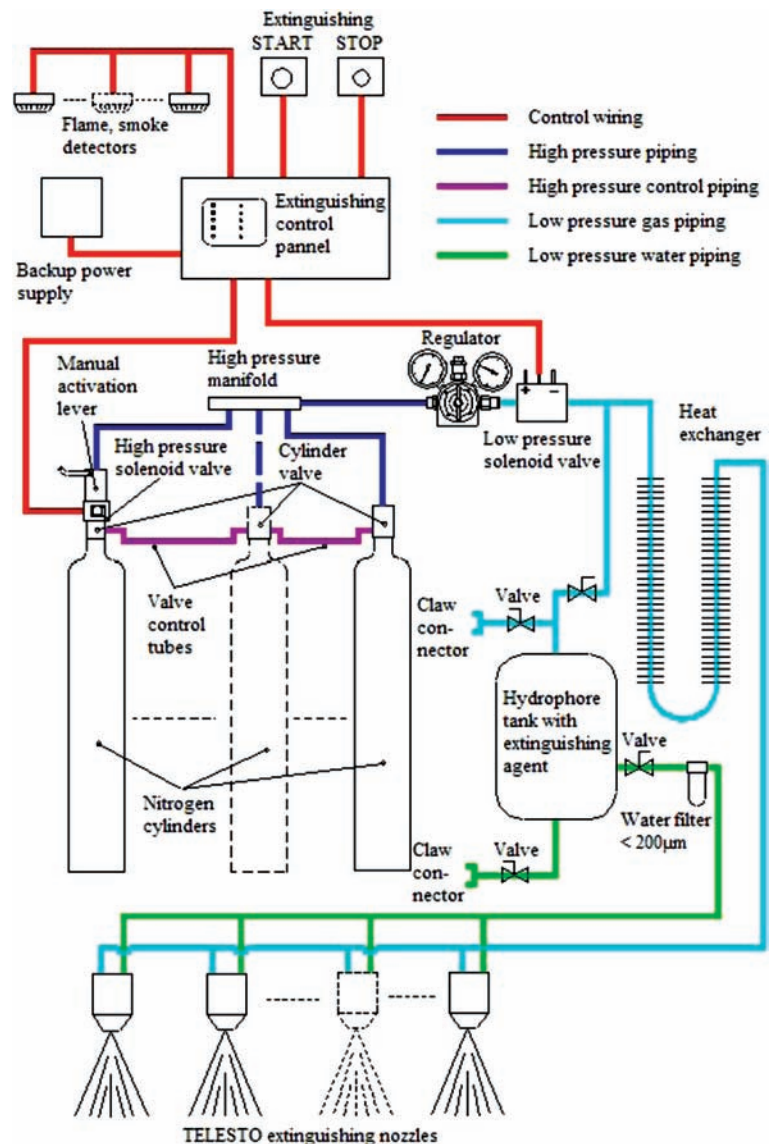 Extinguishing
START STOP
Flame, smoke
detectors
Control wiring
High pressure piping
High pressure control piping
Low pressure gas piping
Low pressure water piping
Extinguishing
control
pannel
Backup power
supply
Manual
activation
lever
High pressure
manifold
Regulator
+ −
High pressure
solenoid valve
Cylinder
valve
Low pressure
solenoid valve
Heat
exchanger
Valve
control
tubes
Claw
con-
nector
Valve
Hydrophore
tank with
extinguishing
agent
Valve
Water filter
< 200µm
Nitrogen
cylinders
Claw
con-
nector
Valve
TELESTO extinguishing nozzles